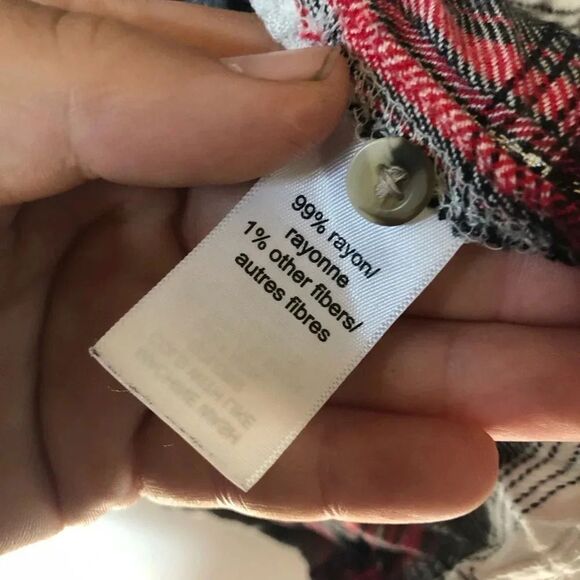 99% rayon/
rayonne
1% other fibers/
autres fibres